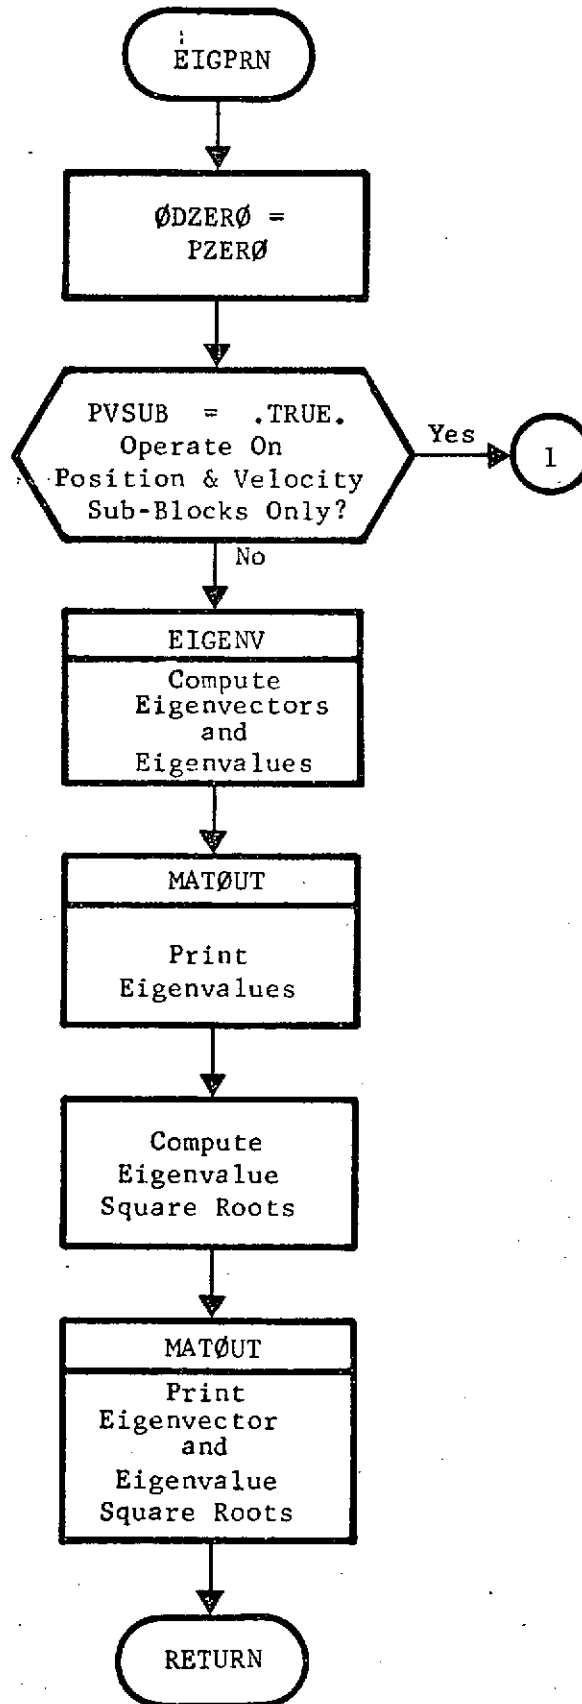 EIGPRN
ØDZERØ =
PZERØ
PVSUB = .TRUE.
Operate On
Position & Velocity
Sub-Blocks Only?
Yes
1
No
EIGENV
Compute
Eigenvectors
and
Eigenvalues
MATØUT
Print
Eigenvalues
Compute
Eigenvalue
Square Roots
MATØUT
Print
Eigenvector
and
Eigenvalue
Square Roots
RETURN